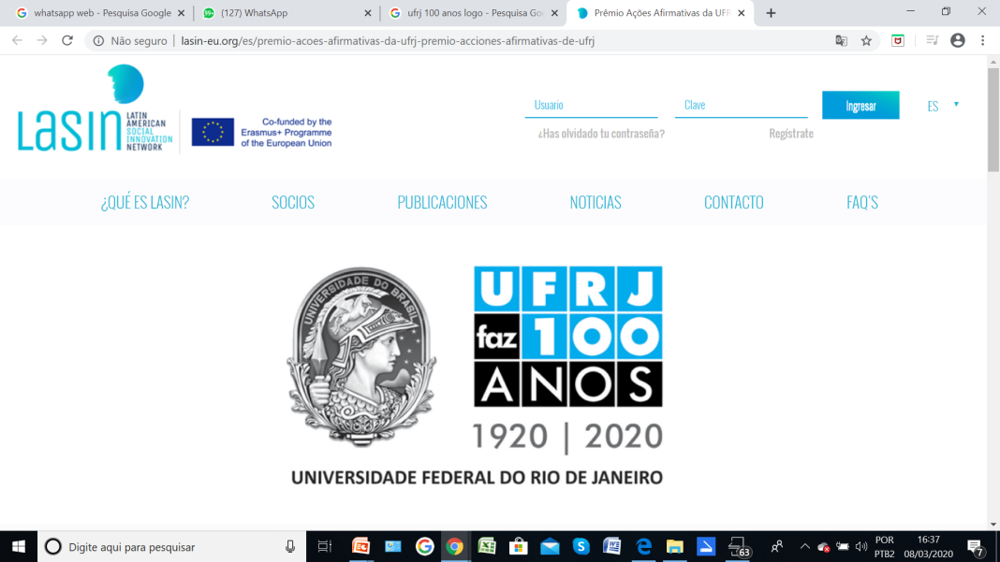 whatsapp web - Pesquisa Google
(127) WhatsApp
ufrj 100 anos logo - Pesquisa Goo
Prêmio Ações Afirmativas da UFR
Não seguro | lasin-eu.org/es/premio-acoes-afirmativas-da-ufrj-premio-acciones-afirmativas-de-ufrj
LASIN
LATIN
AMERICAN
SOCIAL
INNOVATION
NETWORK
Co-funded by the
Erasmus+ Programme
of the European Union
Usuario
Clave
Ingresar
ES
¿Has olvidado tu contraseña?
Regístrate
¿QUÉ ES LASIN?
SOCIOS
PUBLICACIONES
NOTICIAS
CONTACTO
FAQ'S
UNIVERSIDADE DO BRASIL
UFRJ
faz 100
ANOS
1920 | 2020
UNIVERSIDADE FEDERAL DO RIO DE JANEIRO
Digite aqui para pesquisar
63
POR
PTB2
16:37
08/03/2020
7